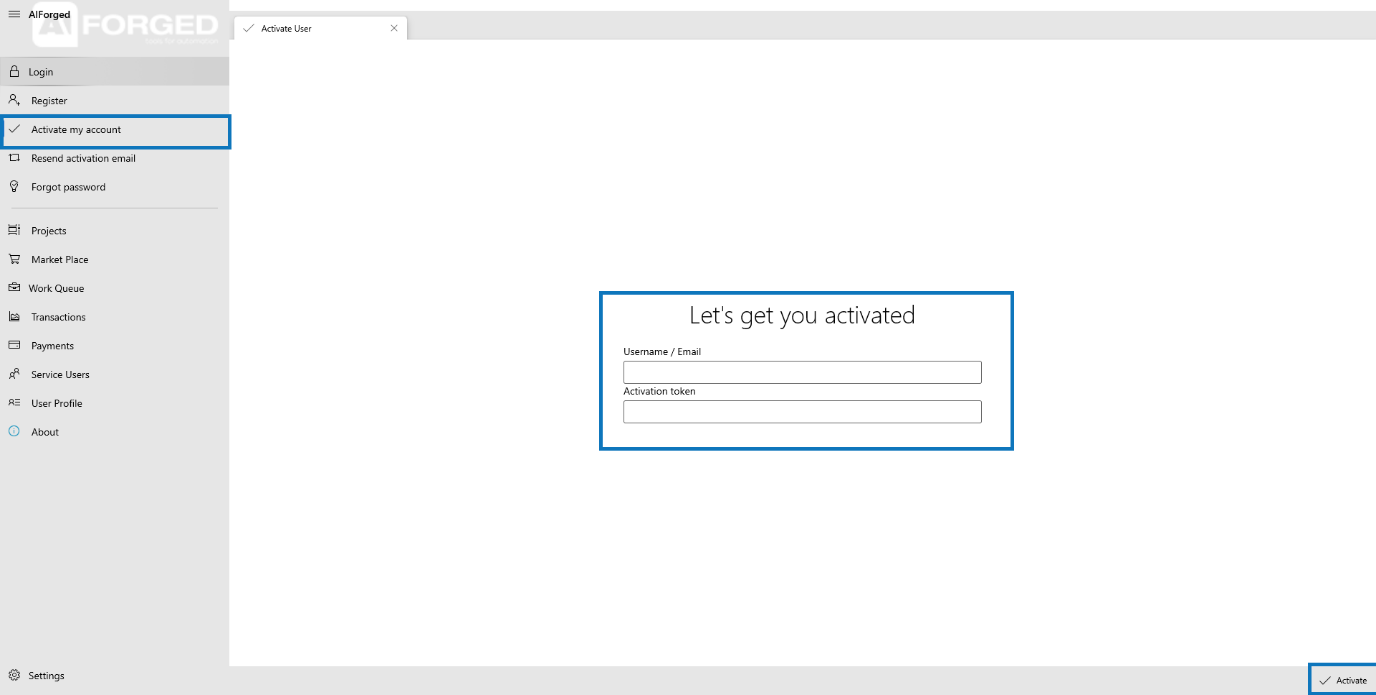 AIForged
AI FORGED
Activate User
Login
Register
Activate my account
Resend activation email
Forgot password
Projects
Market Place
Work Queue
Transactions
Payments
Service Users
User Profile
About
Let's get you activated
Username / Email
Activation token
Settings
Activate